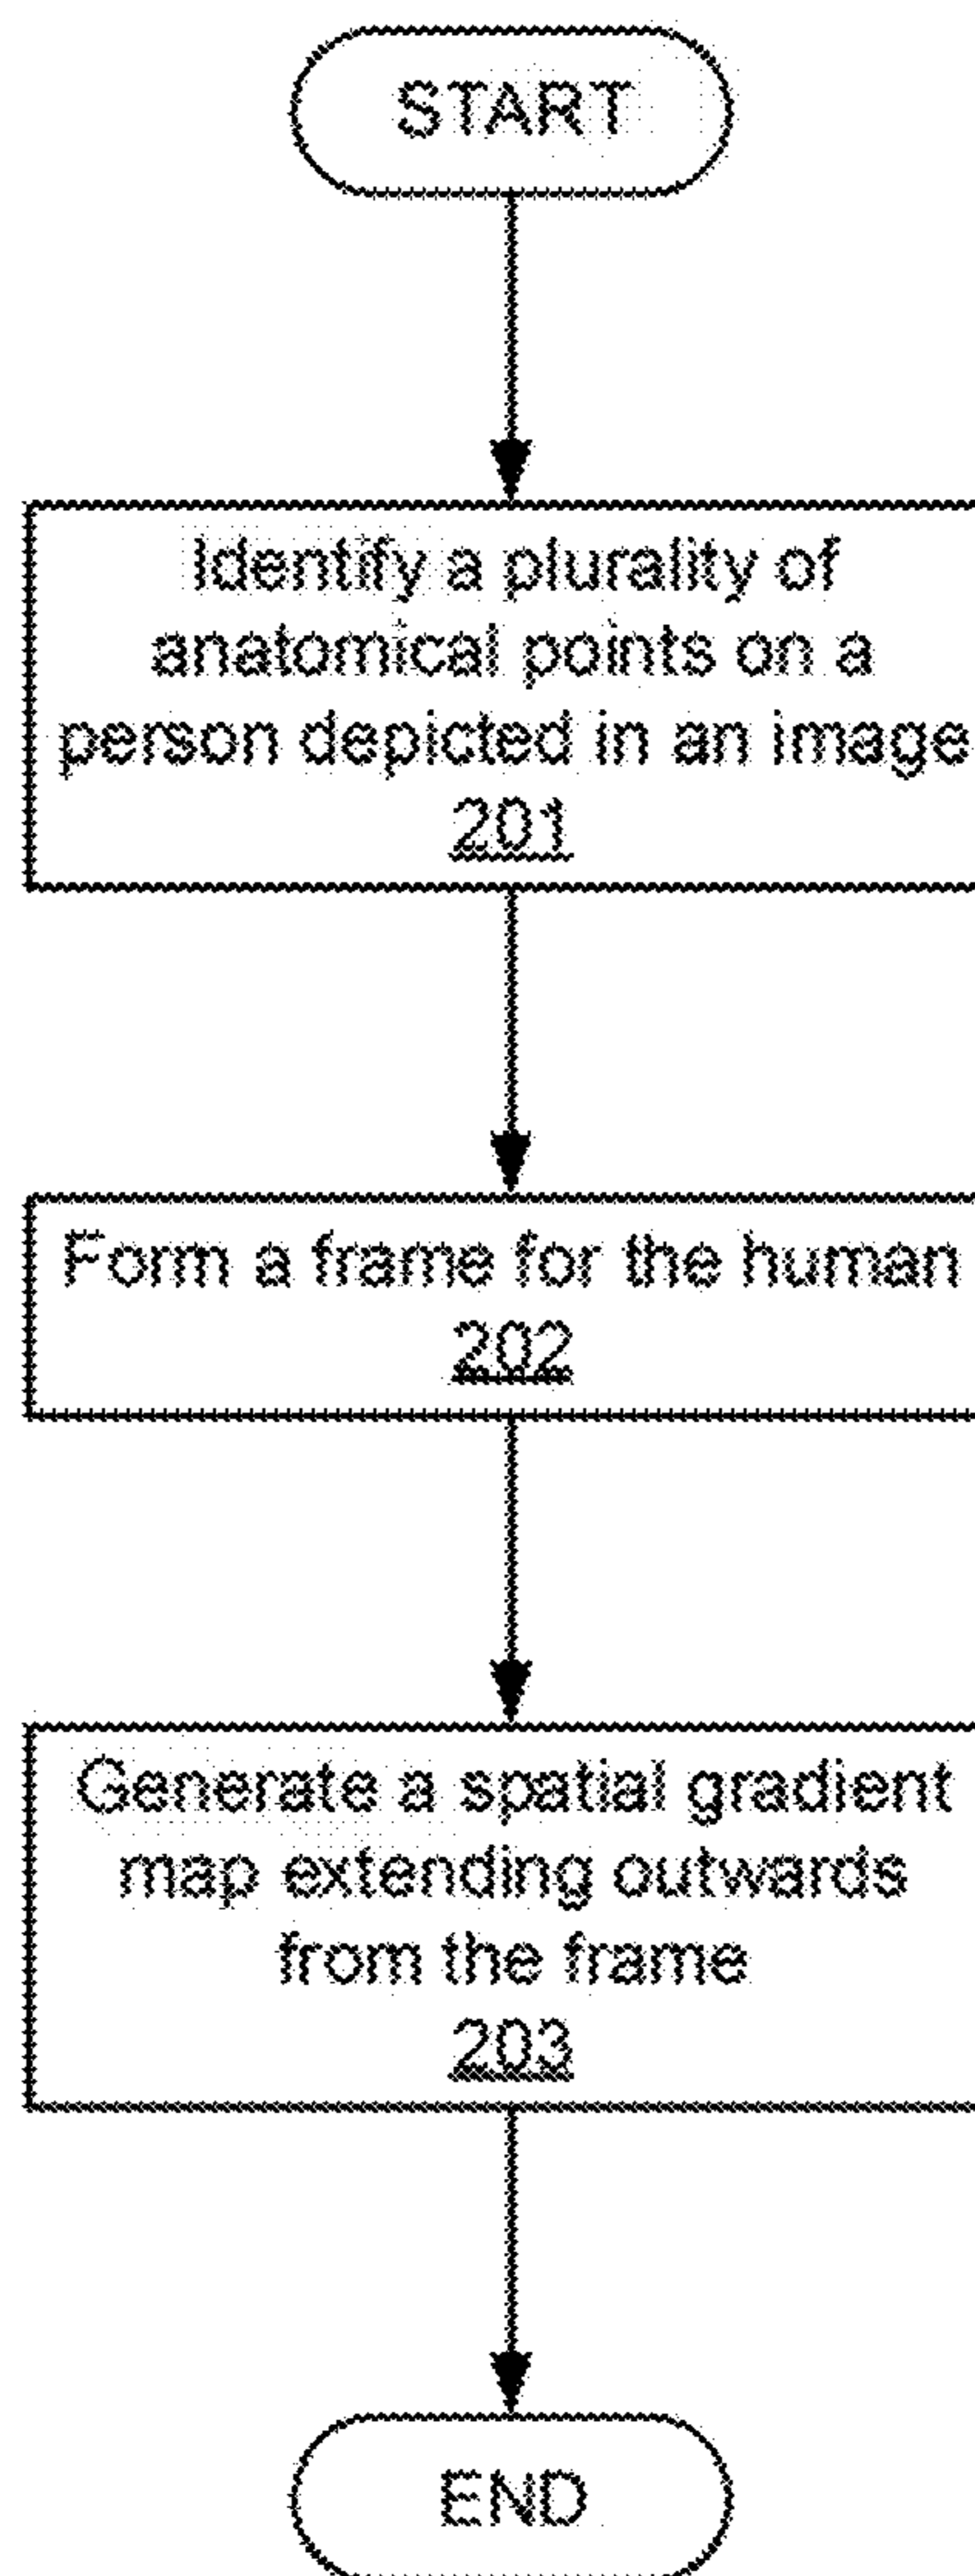 START
Identify a plurality of
anatomical points on a
person depicted in an image
201
Form a frame for the human
202
Generate a spatial gradient
map extending outwards
from the frame
203
END